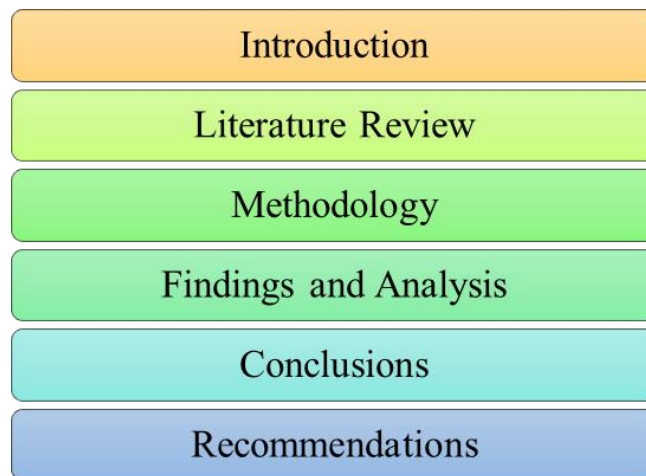 Introduction
Literature Review
Methodology
Findings and Analysis
Conclusions
Recommendations